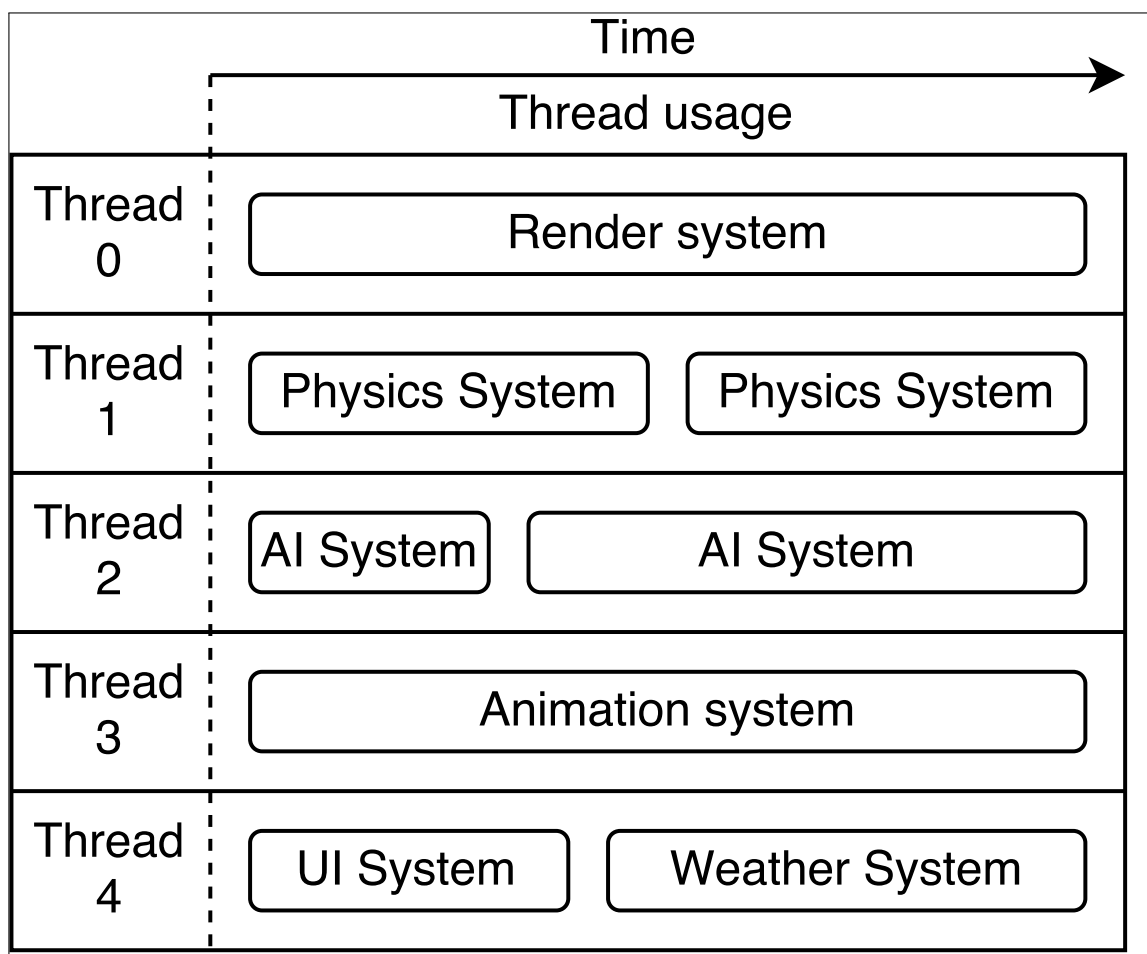 Time
Thread usage
Thread
0
Render system
Thread
1
Physics System
Physics System
Thread
2
AI System
AI System
Thread
3
Animation system
Thread
4
UI System
Weather System